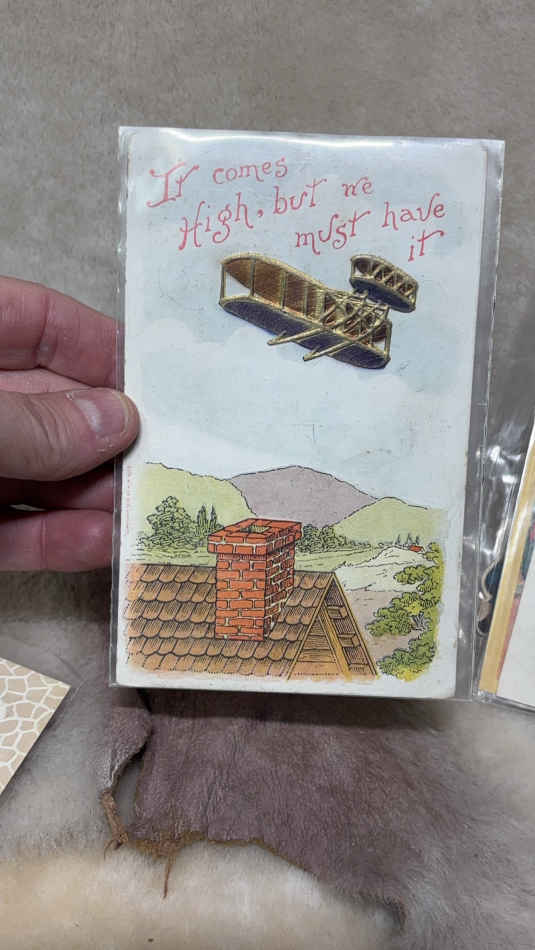 It comes
High, but we
must have
it